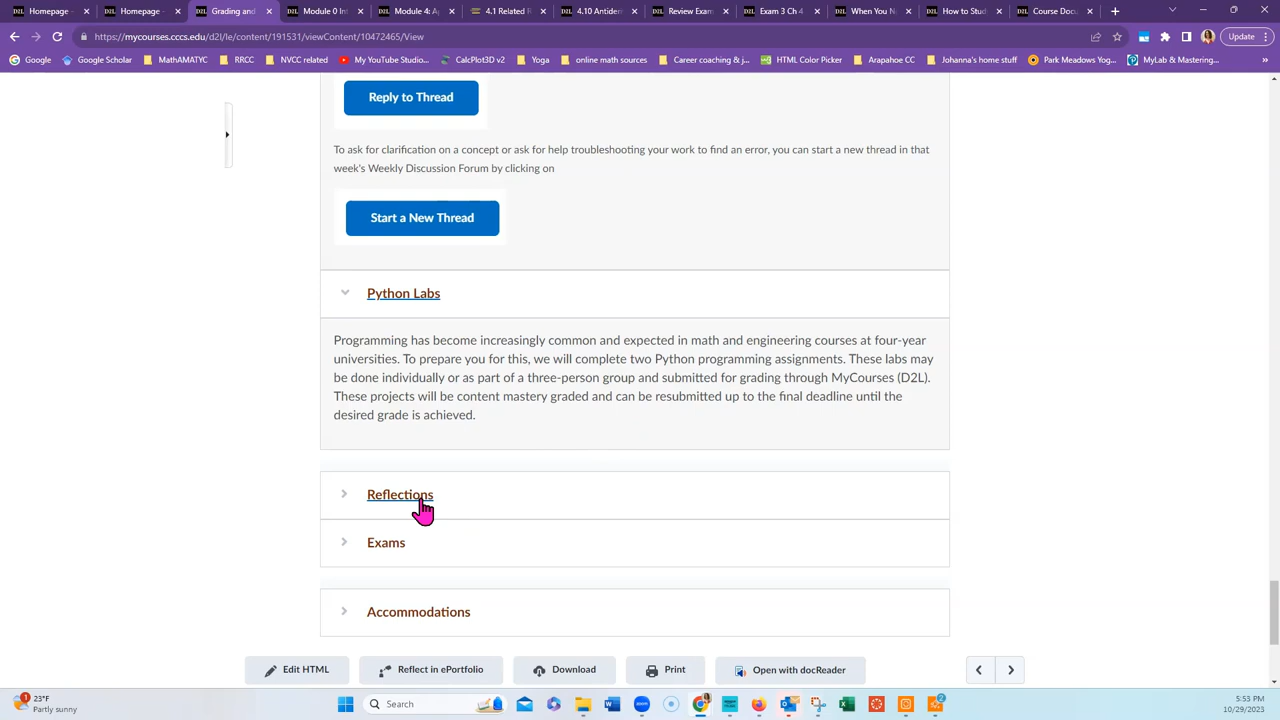 Homepage -
Homepage -
Grading and
Module 0 Int
Module 4: Ap
4.1 Related R
4.10 Antider
Review Exam
Exam 3 Ch 4
When You N
How to Stud
Course Docu
https://mycourses.cccs.edu/d2l/le/content/191531/viewContent/10472465/View
Update
Google
Google Scholar
MathAMATYC
RRCC
NVCC related
My YouTube Studio...
CalcPlot3D v2
Yoga
online math sources
Career coaching & j...
HTML Color Picker
Arapahoe CC
Johanna's home stuff
Park Meadows Yog...
MyLab & Mastering...
Reply to Thread
To ask for clarification on a concept or ask for help troubleshooting your work to find an error, you can start a new thread in that
week's Weekly Discussion Forum by clicking on
Start a New Thread
Python Labs
Programming has become increasingly common and expected in math and engineering courses at four-year
universities. To prepare you for this, we will complete two Python programming assignments. These labs may
be done individually or as part of a three-person group and submitted for grading through MyCourses (D2L).
These projects will be content mastery graded and can be resubmitted up to the final deadline until the
desired grade is achieved.
Reflections
Exams
Accommodations
Edit HTML
Reflect in ePortfolio
Download
Print
Open with docReader
23°F
Partly sunny
Search
5:53 PM
10/29/2023